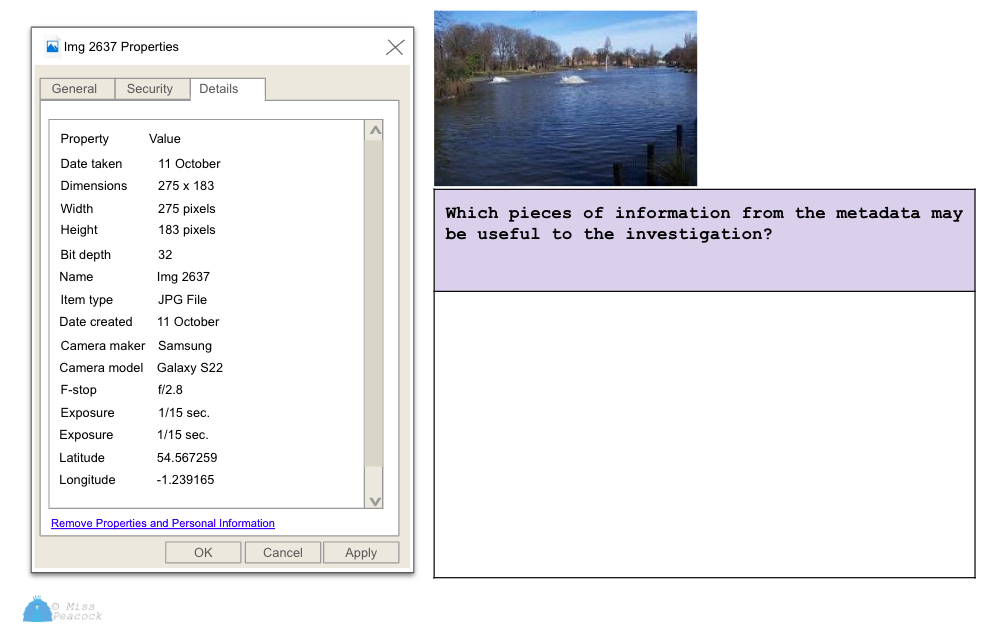 Img 2637 Properties
General Security Details
Property Value
Date taken 11 October
Dimensions 275 x 183
Width 275 pixels
Height 183 pixels
Bit depth 32
Name Img 2637
Item type JPG File
Date created 11 October
Camera maker Samsung
Camera model Galaxy S22
F-stop f/2.8
Exposure 1/15 sec.
Exposure 1/15 sec.
Latitude 54.567259
Longitude -1.239165
Remove Properties and Personal Information
OK Cancel Apply
Which pieces of information from the metadata may
be useful to the investigation?
© Miss
Peacock